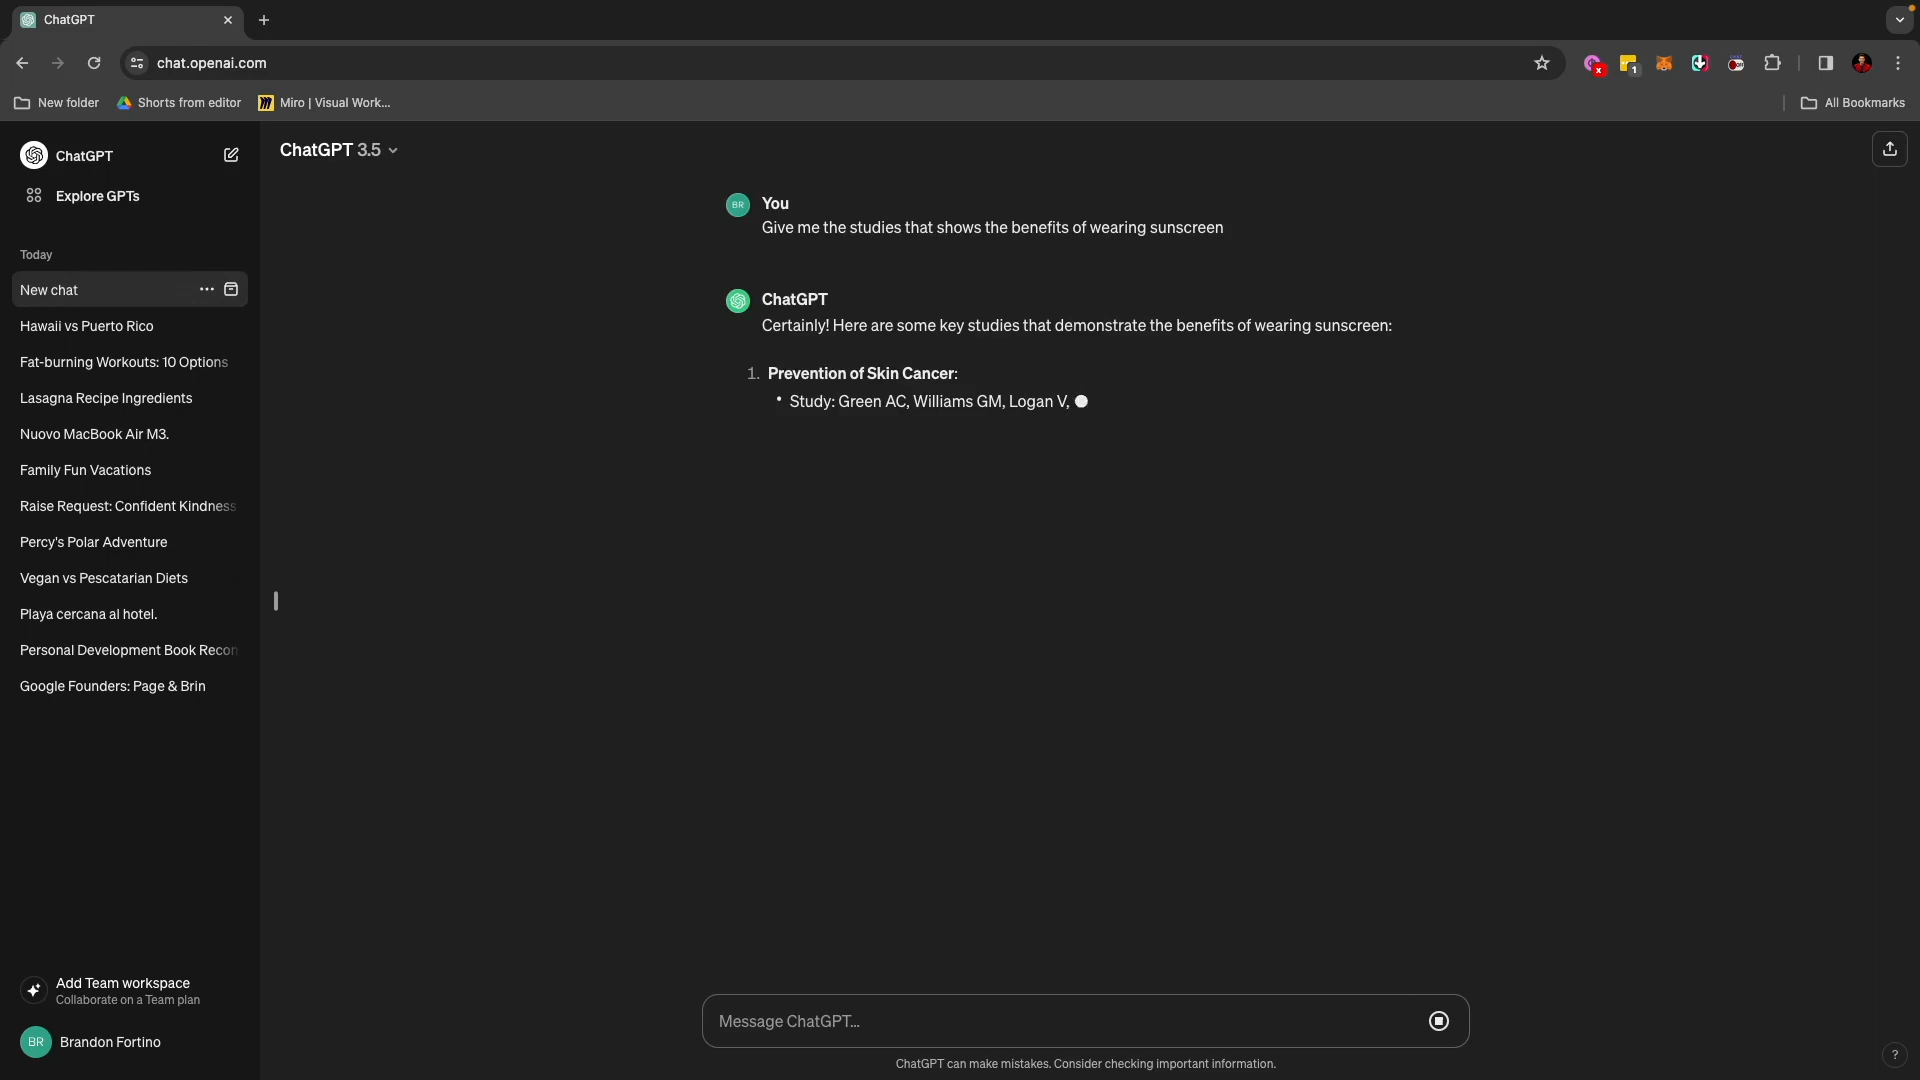 ChatGPT
chat.openai.com
1
New folder
Shorts from editor
Miro | Visual Work...
All Bookmarks
ChatGPT
Explore GPTs
Today
New chat
Hawaii vs Puerto Rico
Fat-burning Workouts: 10 Options
Lasagna Recipe Ingredients
Nuovo MacBook Air M3.
Family Fun Vacations
Raise Request: Confident Kindness
Percy's Polar Adventure
Vegan vs Pescatarian Diets
Playa cercana al hotel.
Personal Development Book Recon
Google Founders: Page & Brin
Add Team workspace
Collaborate on a Team plan
BR Brandon Fortino
ChatGPT 3.5
BR You
Give me the studies that shows the benefits of wearing sunscreen
ChatGPT
Certainly! Here are some key studies that demonstrate the benefits of wearing sunscreen:
1. Prevention of Skin Cancer:
• Study: Green AC, Williams GM, Logan V,
Message ChatGPT...
ChatGPT can make mistakes. Consider checking important information.
?